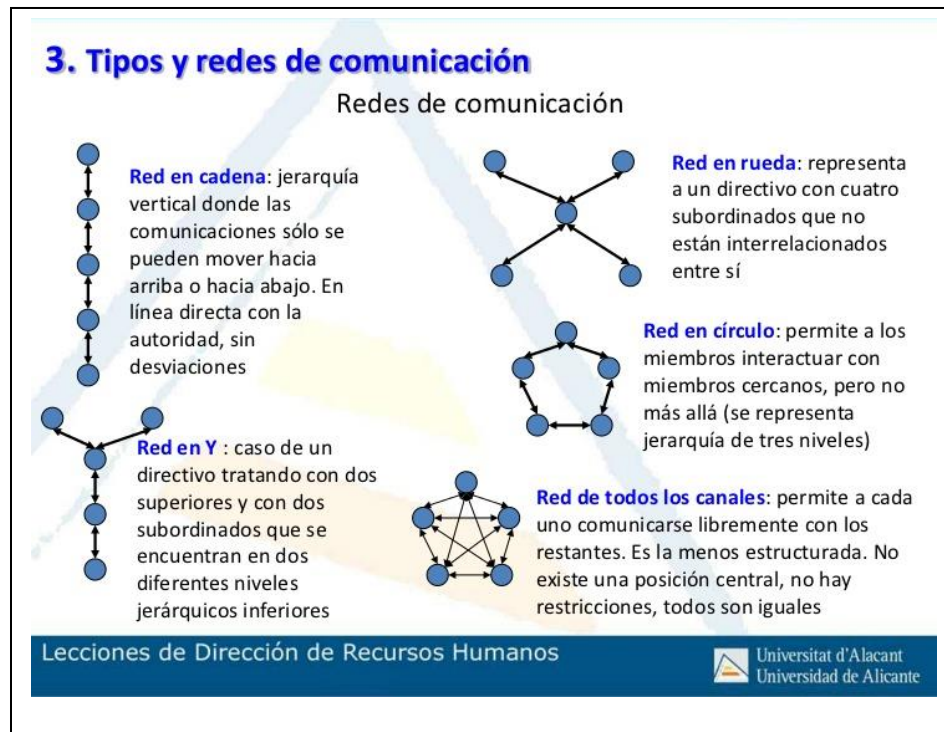 3. Tipos y redes de comunicación
Redes de comunicación
Red en cadena: jerarquía
vertical donde las
comunicaciones sólo se
pueden mover hacia
arriba o hacia abajo. En
línea directa con la
autoridad, sin
desviaciones
Red en Y : caso de un
directivo tratando con dos
superiores y con dos
subordinados que se
encuentran en dos
diferentes niveles
jerárquicos inferiores
Red en rueda: representa
a un directivo con cuatro
subordinados que no
están interrelacionados
entre sí
Red en círculo: permite a los
miembros interactuar con
miembros cercanos, pero no
más allá (se representa
jerarquía de tres niveles)
Red de todos los canales: permite a cada
uno comunicarse libremente con los
restantes. Es la menos estructurada. No
existe una posición central, no hay
restricciones, todos son iguales
Lecciones de Dirección de Recursos Humanos
Universitat d'Alacant
Universidad de Alicante